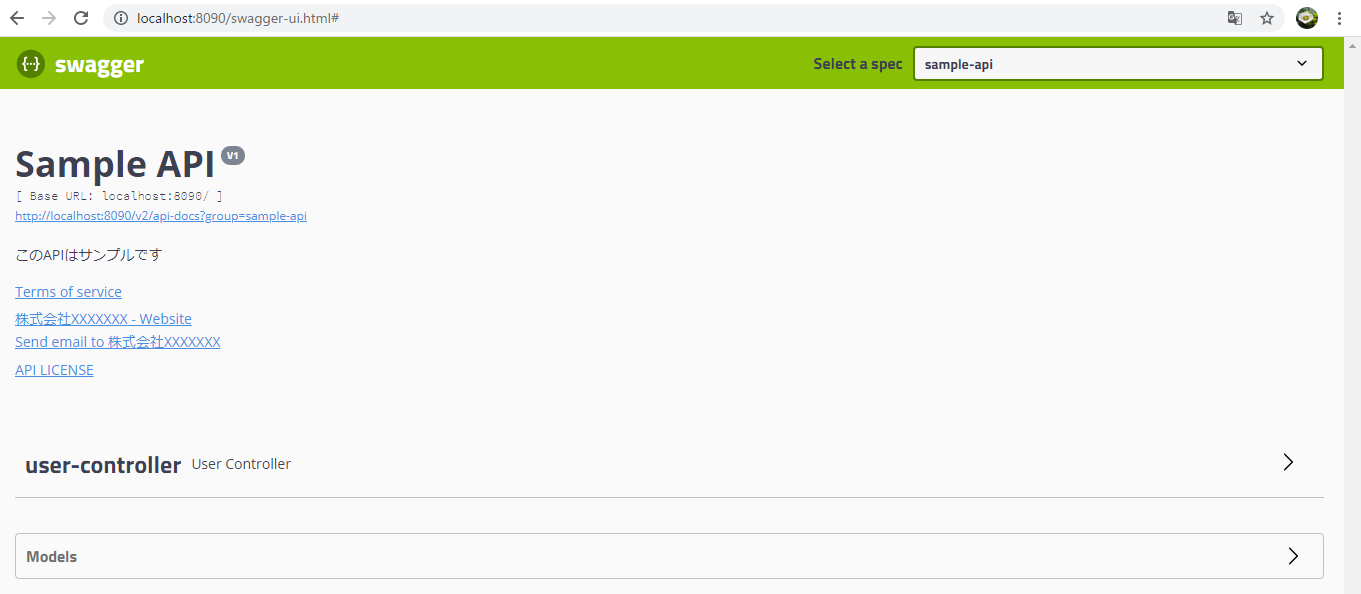 localhost:8090/swagger-ui.html#
swagger
Select a spec
sample-api
Sample API V1
[ Base URL: localhost:8090/ ]
http://localhost:8090/v2/api-docs?group=sample-api
このAPIはサンプルです
Terms of service
株式会社XXXXXXX - Website
Send email to 株式会社XXXXXXX
API LICENSE
user-controller User Controller
Models